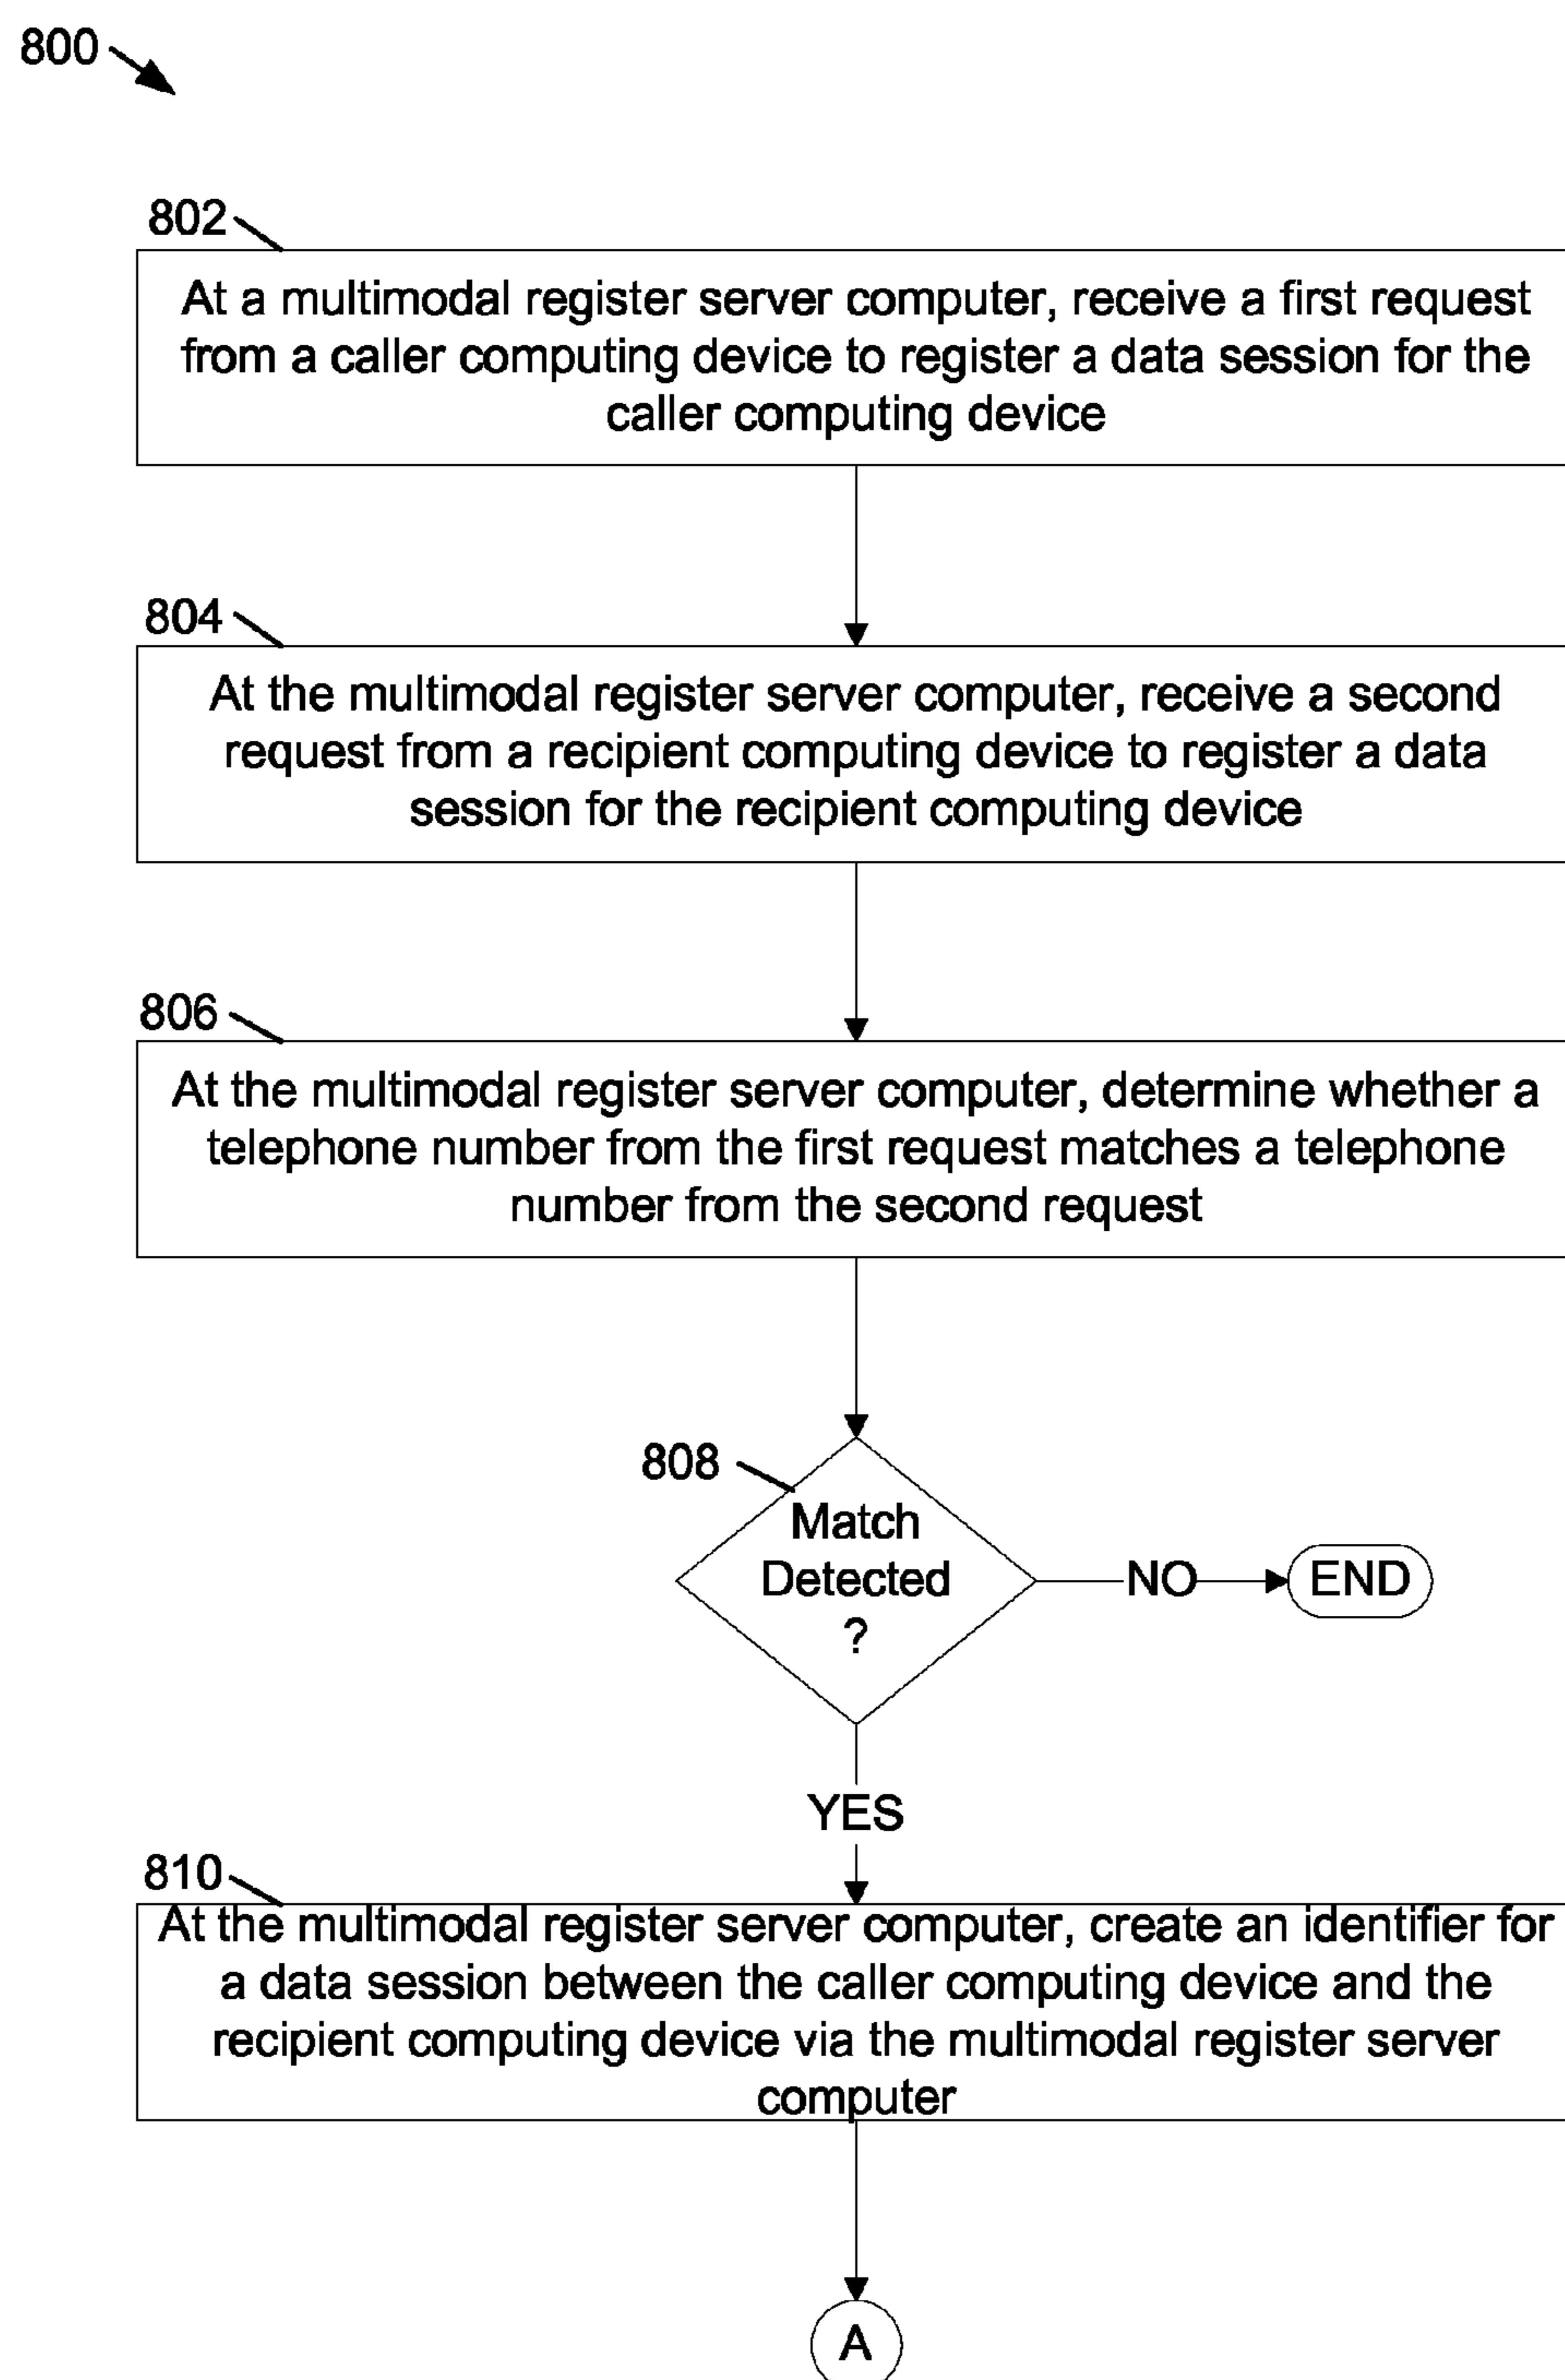 800
802
At a multimodal register server computer, receive a first request
from a caller computing device to register a data session for the
caller computing device
804
At the multimodal register server computer, receive a second
request from a recipient computing device to register a data
session for the recipient computing device
806
At the multimodal register server computer, determine whether a
telephone number from the first request matches a telephone
number from the second request
808
Match
Detected
?
NO
END
YES
810
At the multimodal register server computer, create an identifier for
a data session between the caller computing device and the
recipient computing device via the multimodal register server
computer
A